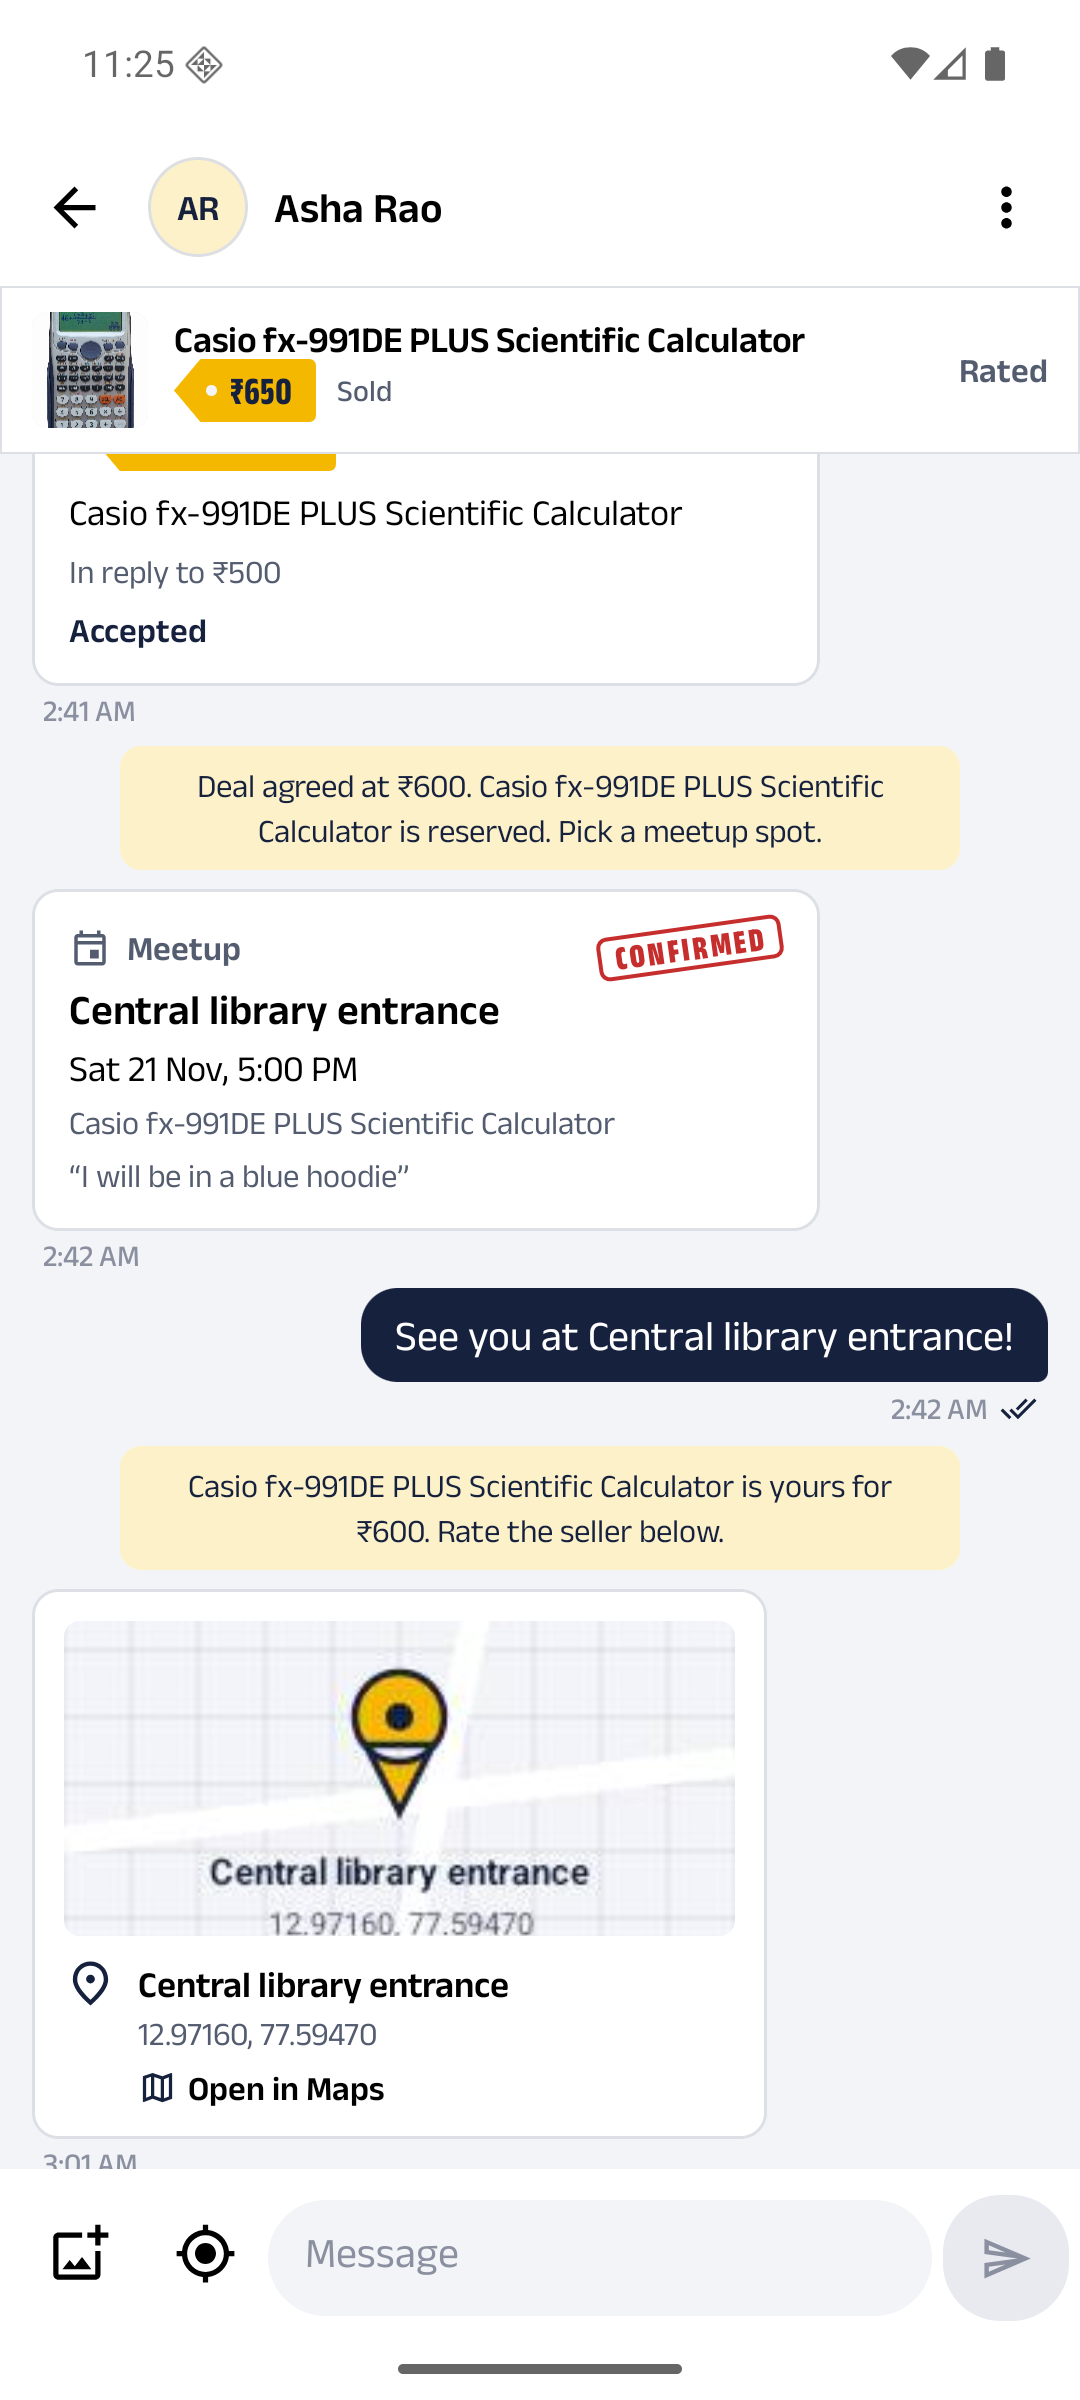 11:25
AR
Asha Rao
Casio fx-991DE PLUS Scientific Calculator
₹650
Sold
Rated
Casio fx-991DE PLUS Scientific Calculator
In reply to ₹500
Accepted
2:41 AM
Deal agreed at ₹600. Casio fx-991DE PLUS Scientific
Calculator is reserved. Pick a meetup spot.
Meetup
CONFIRMED
Central library entrance
Sat 21 Nov, 5:00 PM
Casio fx-991DE PLUS Scientific Calculator
“I will be in a blue hoodie”
2:42 AM
See you at Central library entrance!
2:42 AM
Casio fx-991DE PLUS Scientific Calculator is yours for
₹600. Rate the seller below.
Central library entrance
12.97160, 77.59470
Central library entrance
12.97160, 77.59470
Open in Maps
3:01 AM
Message